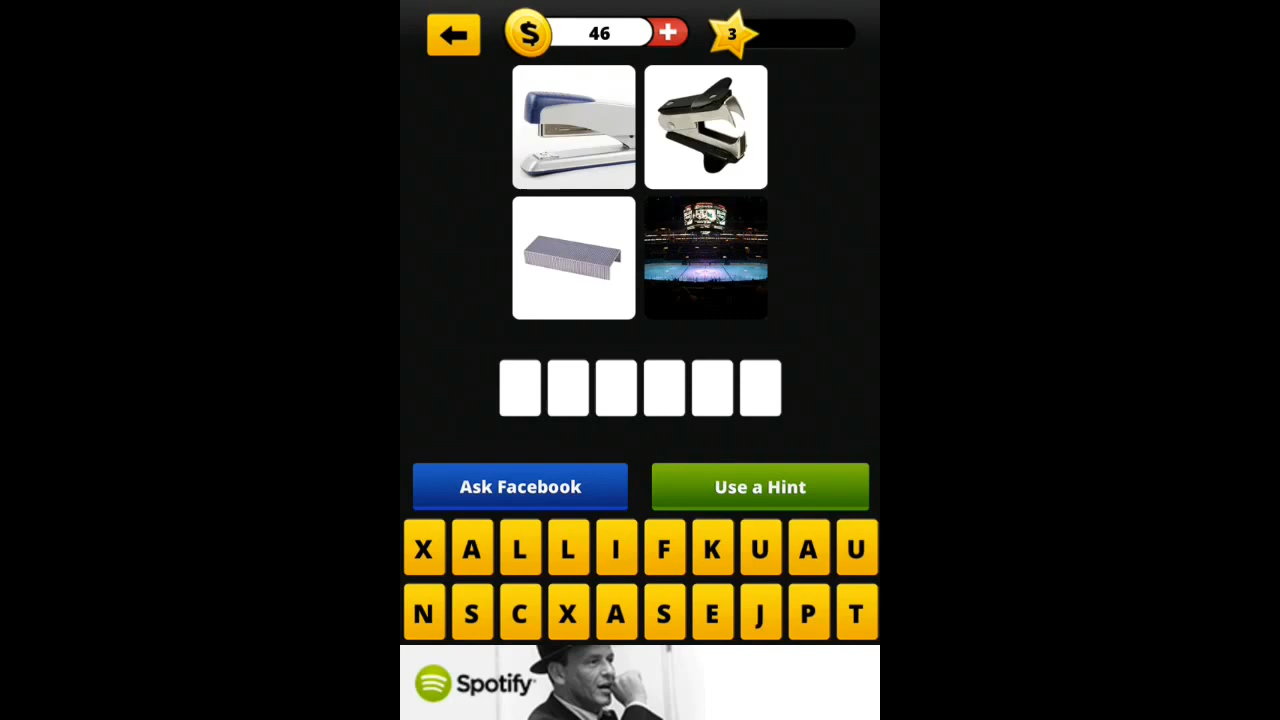 $ 46 + 3
Ask Facebook Use a Hint
X A L L I F K U A U
N S C X A S E J P T
Spotify